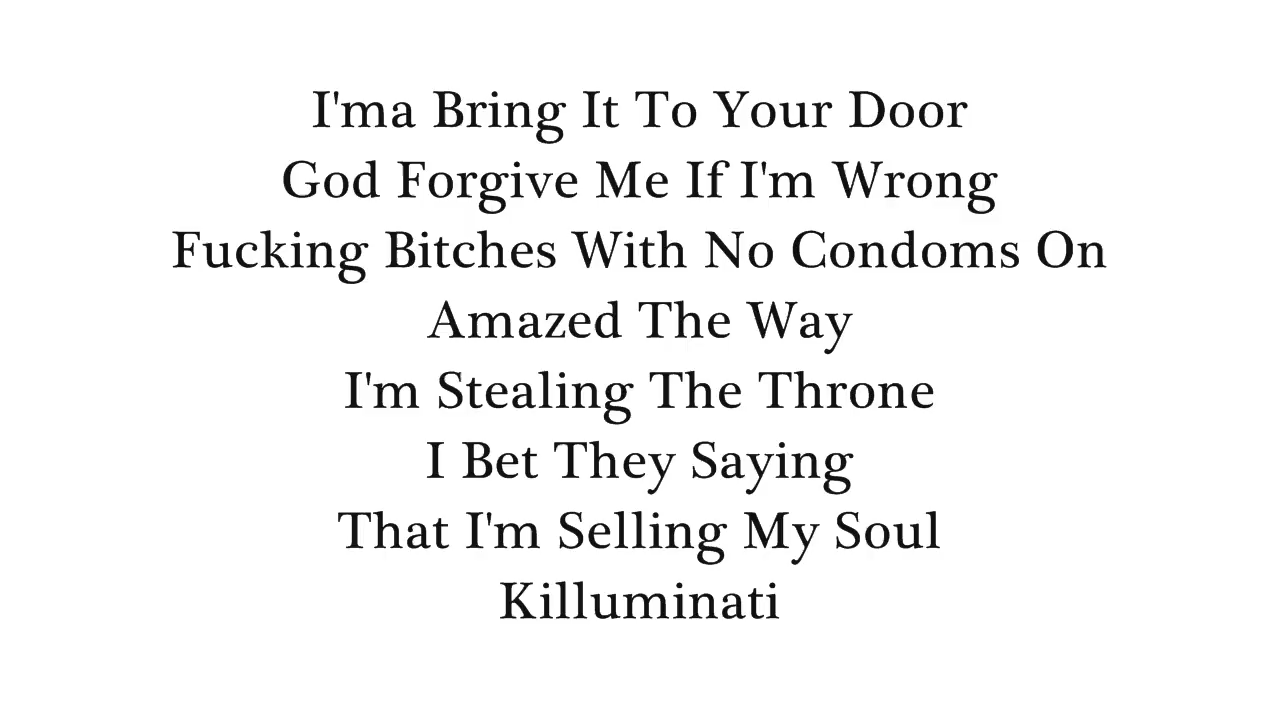 I'ma Bring It To Your Door
God Forgive Me If I'm Wrong
Fucking Bitches With No Condoms On
Amazed The Way
I'm Stealing The Throne
I Bet They Saying
That I'm Selling My Soul
Killuminati